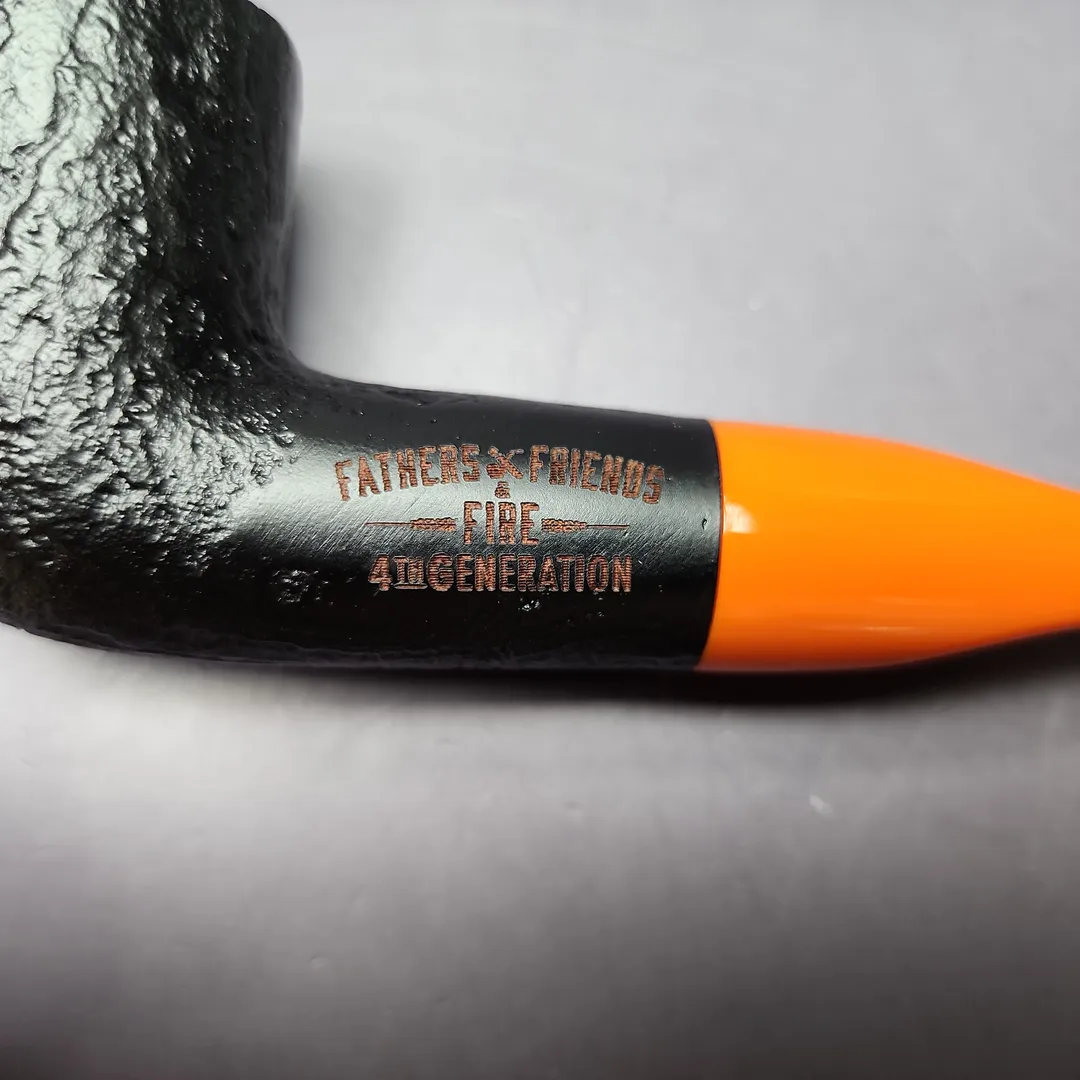 FATHERS FRIENDS
&
FIRE
4TH GENERATION